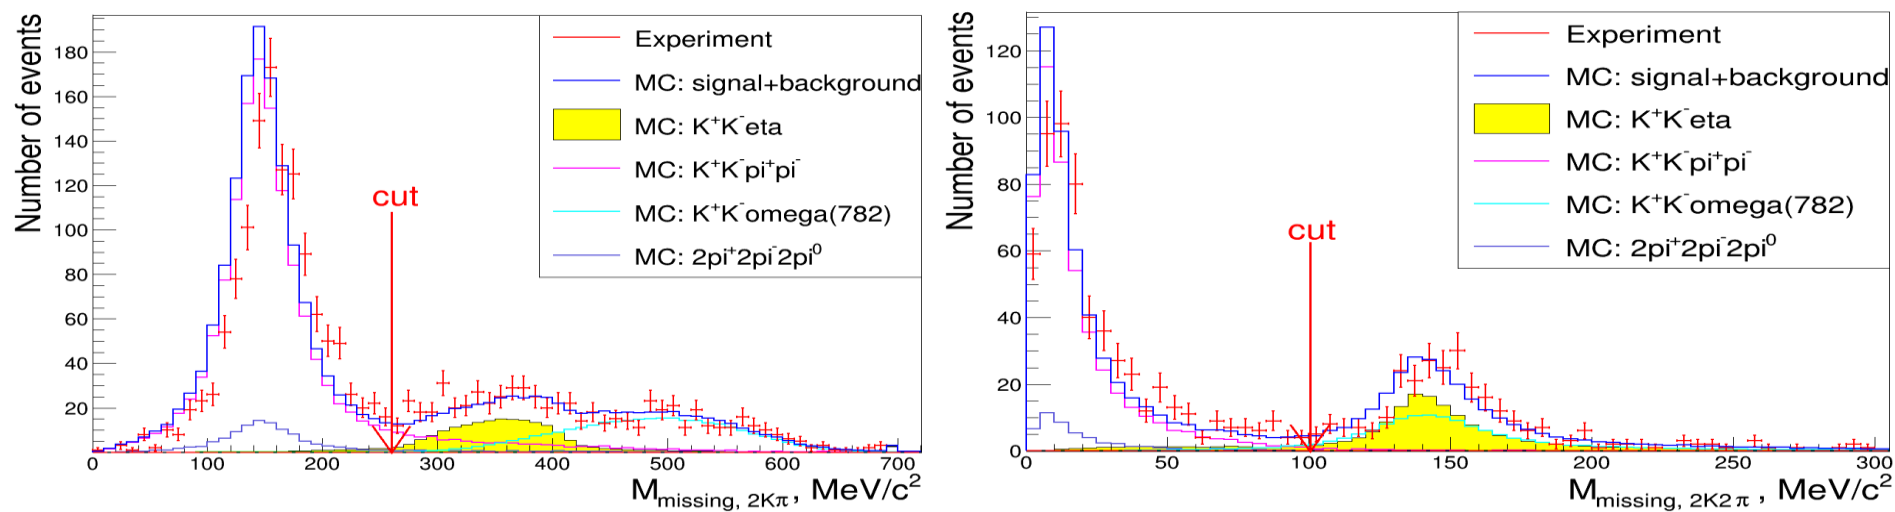 Number of events
180
160
140
120
100
80
60
40
20
0 100 200 300 400 500 600 700
cut
Experiment
MC: signal+background
MC: K⁺K⁻eta
MC: K⁺K⁻pi⁺pi⁻
MC: K⁺K⁻omega(782)
MC: 2pi⁺2pi⁻2pi⁰
M missing, 2Kπ, MeV/c²
Number of events
120
100
80
60
40
20
0
0 50 100 150 200 250 300
cut
Experiment
MC: signal+background
MC: K⁺K⁻eta
MC: K⁺K⁻pi⁺pi⁻
MC: K⁺K⁻omega(782)
MC: 2pi⁺2pi⁻2pi⁰
M missing, 2K2π, MeV/c²